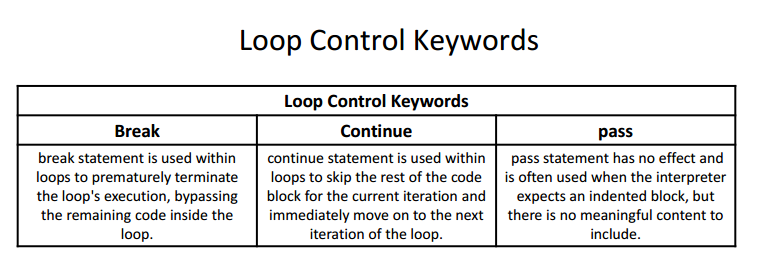 Loop Control Keywords
Loop Control Keywords
Break
Continue
pass
break statement is used within
loops to prematurely terminate
the loop's execution, bypassing
the remaining code inside the
loop.
continue statement is used within
loops to skip the rest of the code
block for the current iteration and
immediately move on to the next
iteration of the loop.
pass statement has no effect and
is often used when the interpreter
expects an indented block, but
there is no meaningful content to
include.